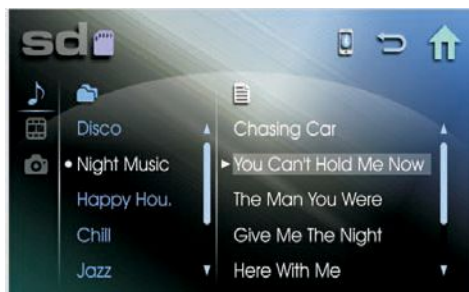 sd
Disco
Night Music
Happy Hou.
Chill
Jazz
Chasing Car
You Can't Hold Me Now
The Man You Were
Give Me The Night
Here With Me